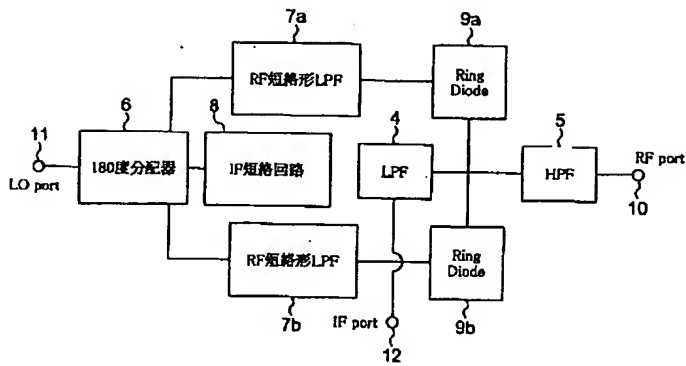 7a
9a
RF短絡形LPF
Ring
Diode
6
8
4
5
11
180度分配器
IF短絡回路
LPF
HPF
RF port
LO port
10
RF短絡形LPF
Ring
Diode
7b
IF port
12
9b